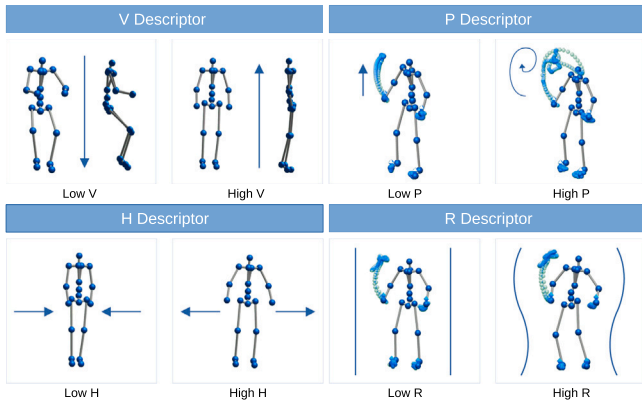 V Descriptor
P Descriptor
Low V
High V
Low P
High P
H Descriptor
R Descriptor
Low H
High H
Low R
High R